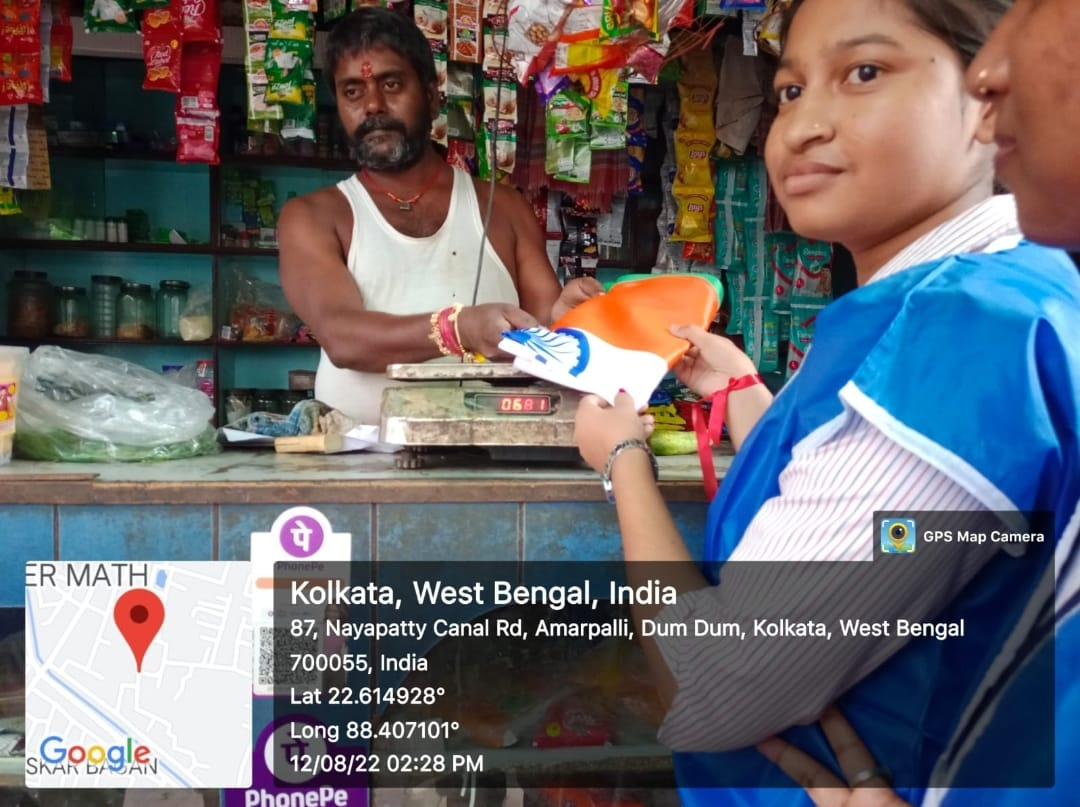 Lays
0681
GPS Map Camera
ER MATH
पे
PhonePe
Kolkata, West Bengal, India
87, Nayapatty Canal Rd, Amarpalli, Dum Dum, Kolkata, West Bengal
700055, India
Lat 22.614928°
Long 88.407101°
12/08/22 02:28 PM
Google
SKAR BAGAN
पे
PhonePe